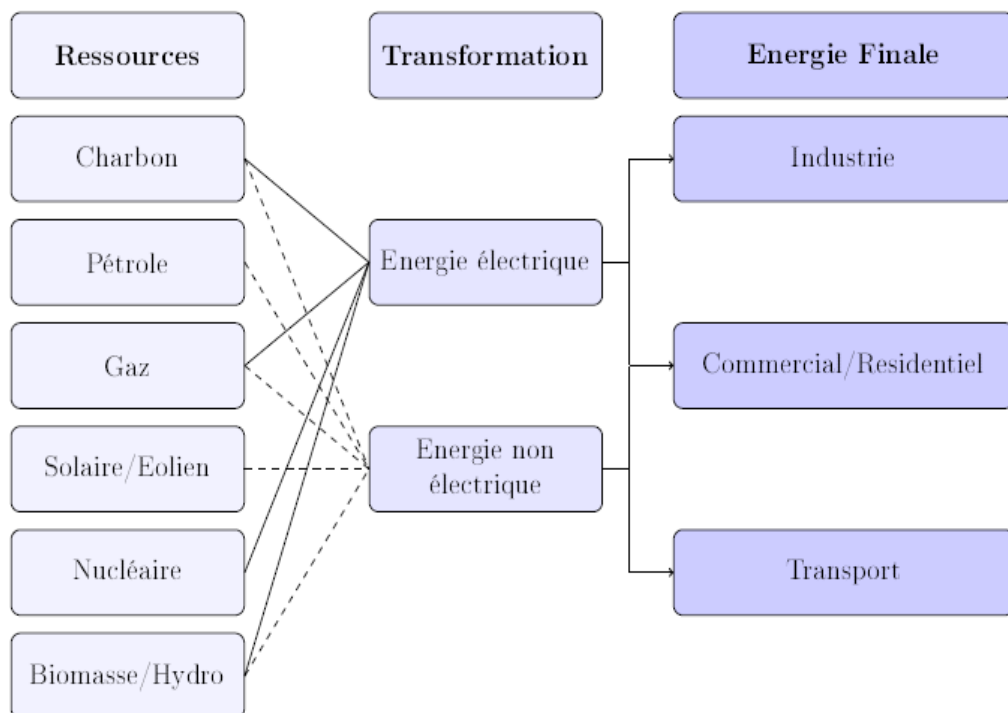 Ressources
Transformation
Energie Finale
Charbon
Industrie
Pétrole
Energie électrique
Gaz
Commercial/Residentiel
Solaire/Eolien
Energie non
électrique
Nucléaire
Transport
Biomasse/Hydro